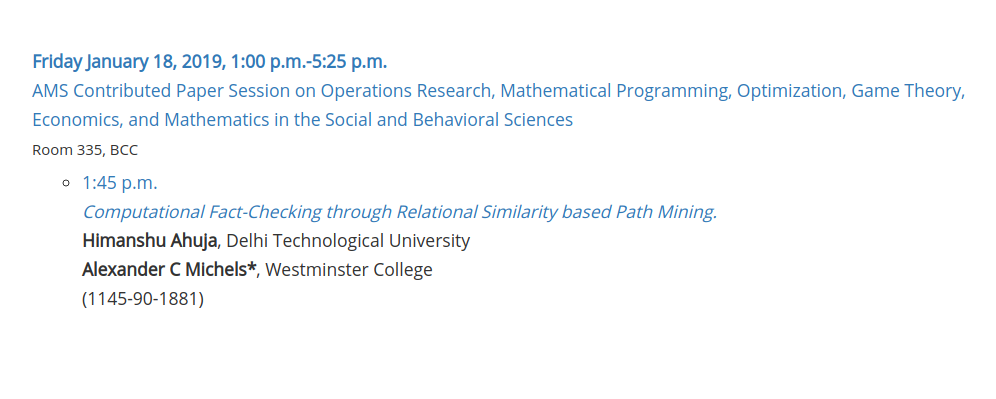 Friday January 18, 2019, 1:00 p.m.-5:25 p.m.
AMS Contributed Paper Session on Operations Research, Mathematical Programming, Optimization, Game Theory,
Economics, and Mathematics in the Social and Behavioral Sciences
Room 335, BCC
1:45 p.m.
Computational Fact-Checking through Relational Similarity based Path Mining.
Himanshu Ahuja, Delhi Technological University
Alexander C Michels*, Westminster College
(1145-90-1881)